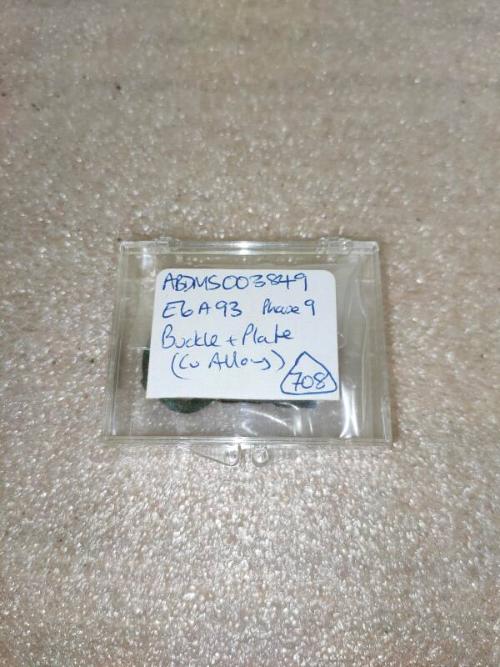 ABDMS003849
E6A93 Phase 9
Buckle + Plate
(Cu Alloy)
708